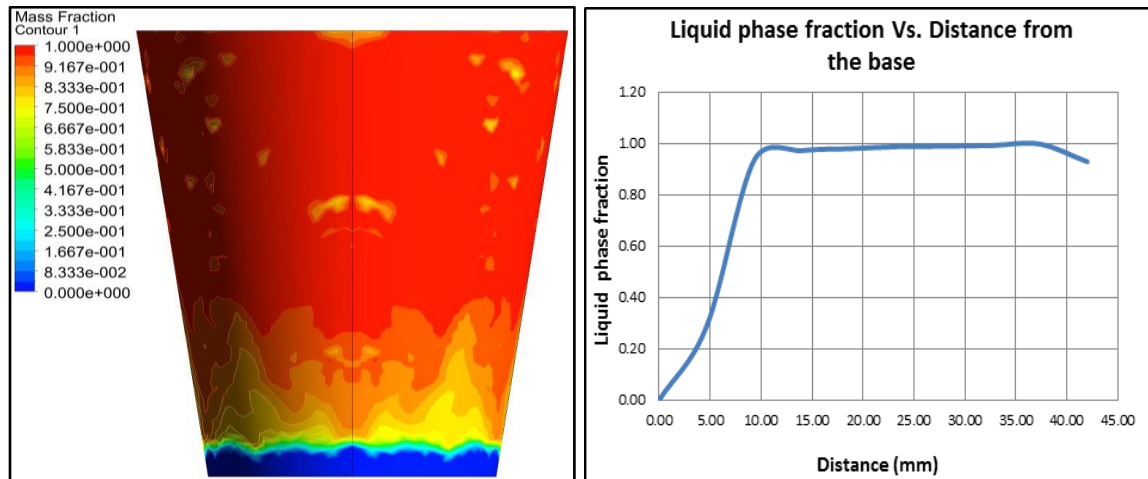 Mass Fraction
Contour 1
1.000e+000
9.167e-001
8.333e-001
7.500e-001
6.667e-001
5.833e-001
5.000e-001
4.167e-001
3.333e-001
2.500e-001
1.667e-001
8.333e-002
0.000e+000
Liquid phase fraction Vs. Distance from
the base
Liquid phase fraction
1.20
1.00
0.80
0.60
0.40
0.20
0.00
0.00 5.00 10.00 15.00 20.00 25.00 30.00 35.00 40.00 45.00
Distance (mm)